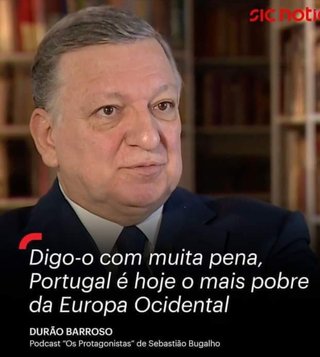 sic notí
Digo-o com muita pena,
Portugal é hoje o mais pobre
da Europa Ocidental
DURÃO BARROSO
Podcast "Os Protagonistas" de Sebastião Bugalho